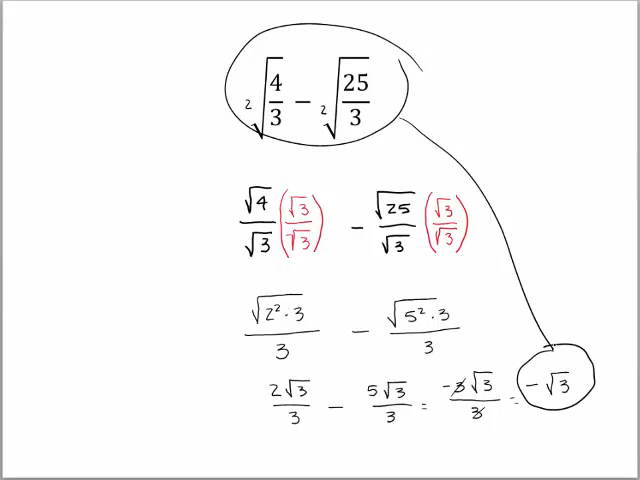 ²√(4/3) − ²√(25/3)
√4/√3 (√3/√3) − √25/√3 (√3/√3)
√(2² · 3)/3 − √(5² · 3)/3
2√3/3 − 5√3/3 = -3√3/3 = -√3